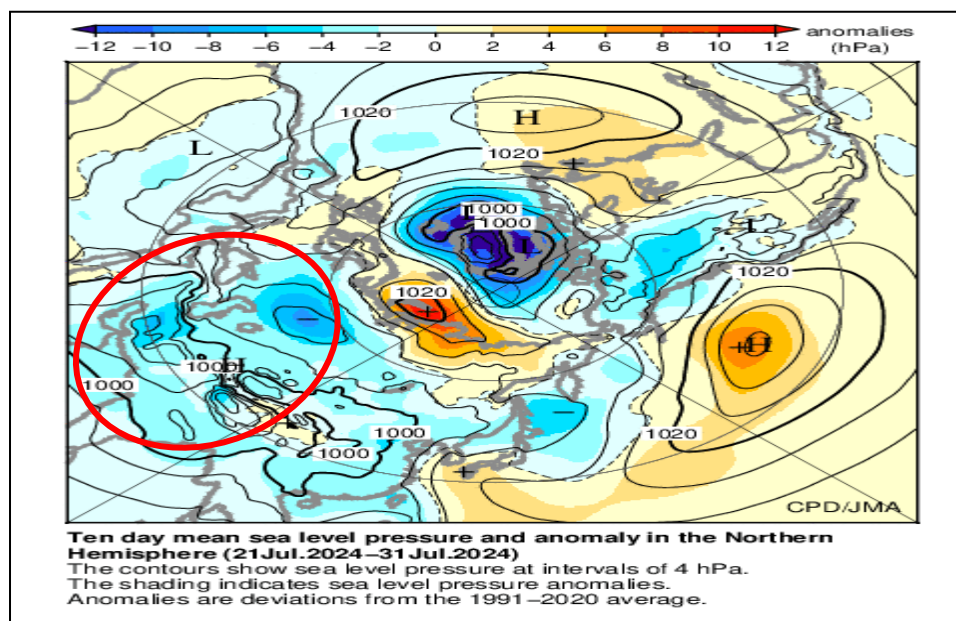 anomalies
−12 −10 −8 −6 −4 −2 0 2 4 6 8 10 12 (hPa)
1020
H
L
1020
+
1000
1000
L
L
1020
1020
+
−
+H
1000
1000
H
−
1020
1000
1000
+
CPD/JMA
Ten day mean sea level pressure and anomaly in the Northern
Hemisphere (21Jul.2024−31Jul.2024)
The contours show sea level pressure at intervals of 4 hPa.
The shading indicates sea level pressure anomalies.
Anomalies are deviations from the 1991−2020 average.